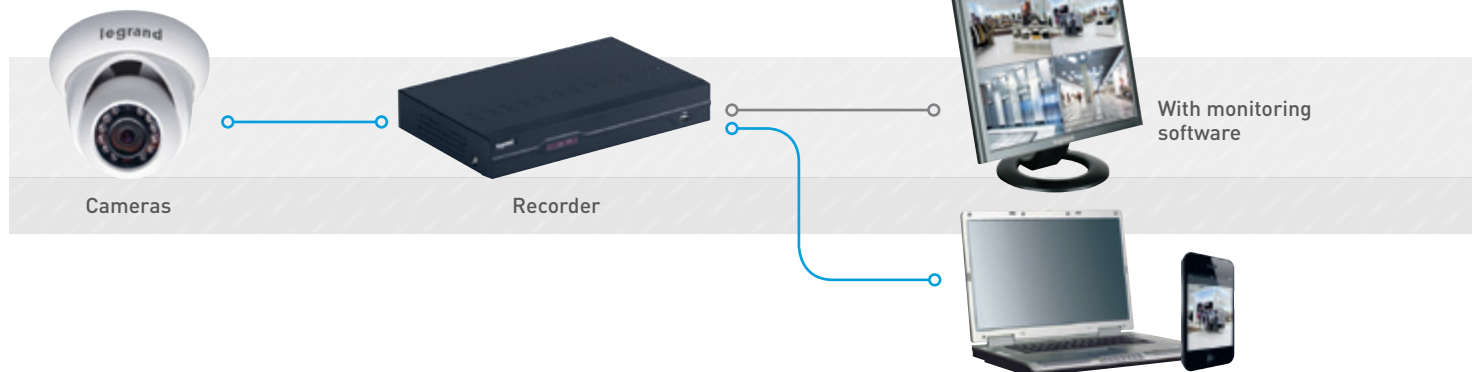 legrand
With monitoring
software
Cameras
Recorder